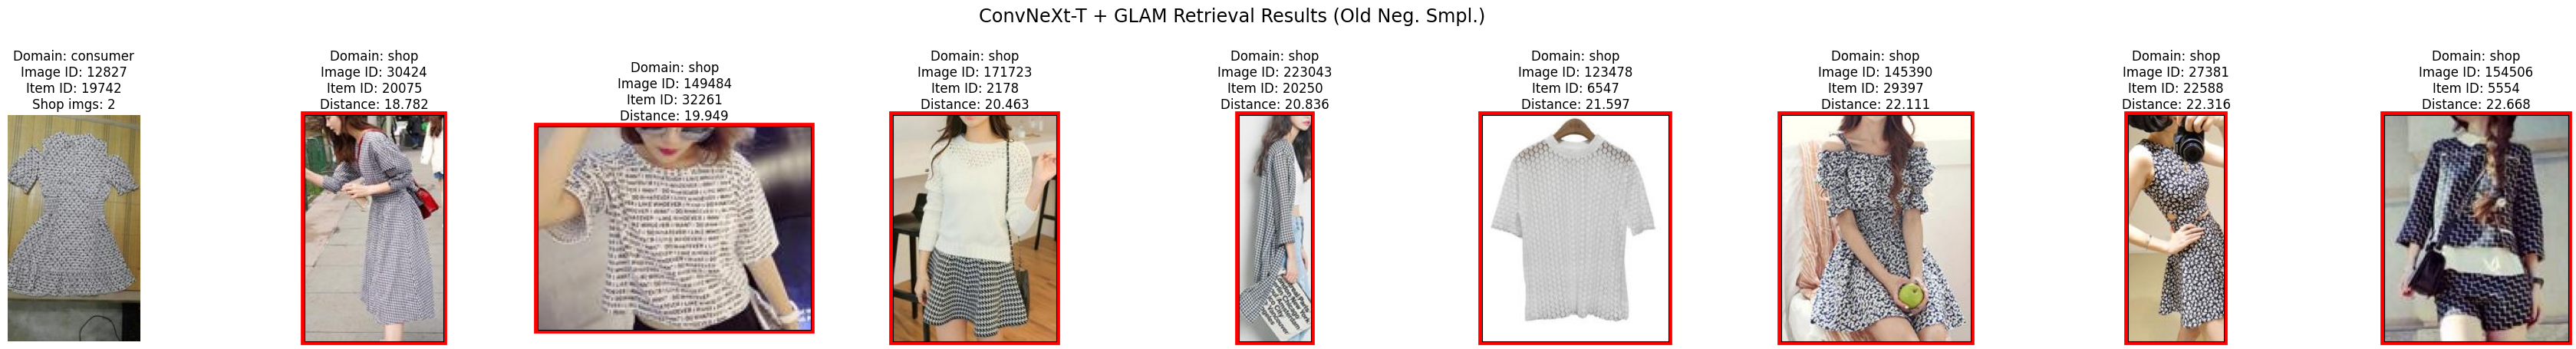 ConvNeXt-T + GLAM Retrieval Results (Old Neg. Smpl.)
Domain: consumer
Image ID: 12827
Item ID: 19742
Shop imgs: 2
Domain: shop
Image ID: 30424
Item ID: 20075
Distance: 18.782
Domain: shop
Image ID: 149484
Item ID: 32261
Distance: 19.949
Domain: shop
Image ID: 171723
Item ID: 2178
Distance: 20.463
Domain: shop
Image ID: 223043
Item ID: 20250
Distance: 20.836
Domain: shop
Image ID: 123478
Item ID: 6547
Distance: 21.597
Domain: shop
Image ID: 145390
Item ID: 29397
Distance: 22.111
Domain: shop
Image ID: 27381
Item ID: 22588
Distance: 22.316
Domain: shop
Image ID: 154506
Item ID: 5554
Distance: 22.668